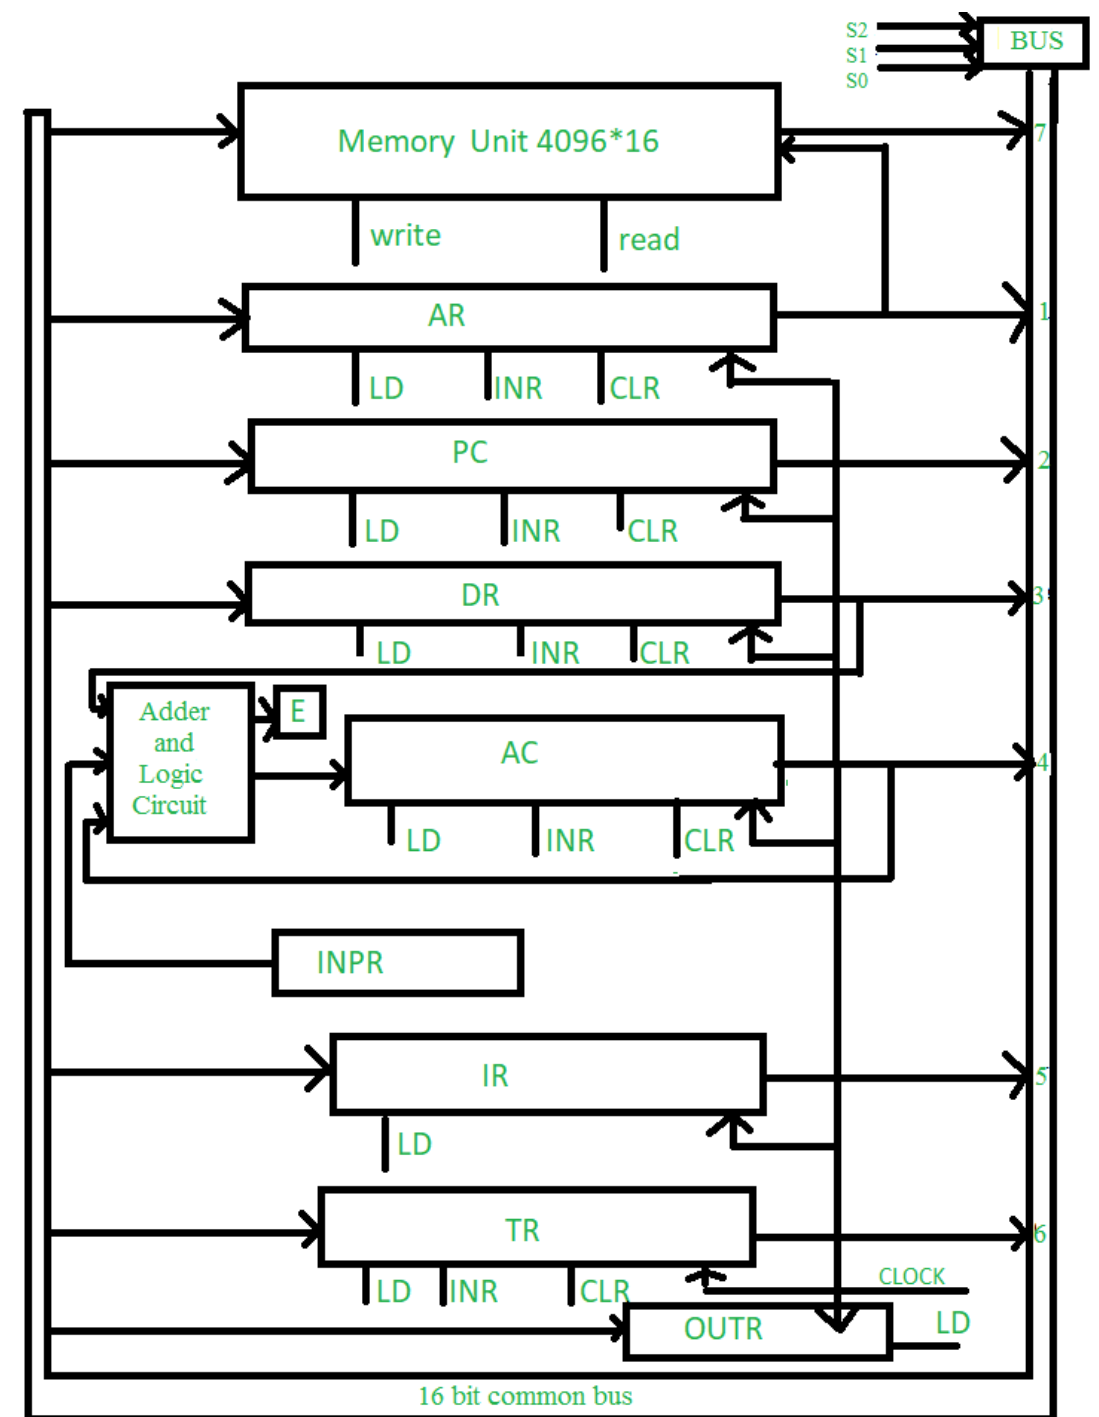 S2
BUS
S1
S0
Memory Unit 4096*16
7
write
read
AR
1
LD
INR
CLR
PC
2
LD
INR
CLR
DR
3
LD
INR
CLR
Adder
and
Logic
Circuit
E
AC
4
LD
INR
CLR
INPR
IR
5
LD
TR
6
LD
INR
CLR
CLOCK
OUTR
LD
16 bit common bus